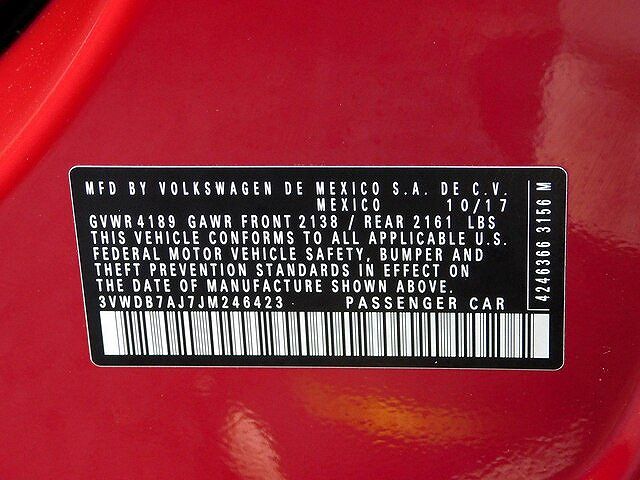 MFD BY VOLKSWAGEN DE MEXICO S.A. DE C.V.
MEXICO 10/17
GVWR 4189 GAWR FRONT 2138 / REAR 2161 LBS
THIS VEHICLE CONFORMS TO ALL APPLICABLE U.S.
FEDERAL MOTOR VEHICLE SAFETY, BUMPER AND
THEFT PREVENTION STANDARDS IN EFFECT ON
THE DATE OF MANUFACTURE SHOWN ABOVE.
3VWDB7AJ7JM246423 PASSENGER CAR
4246366 3156 M